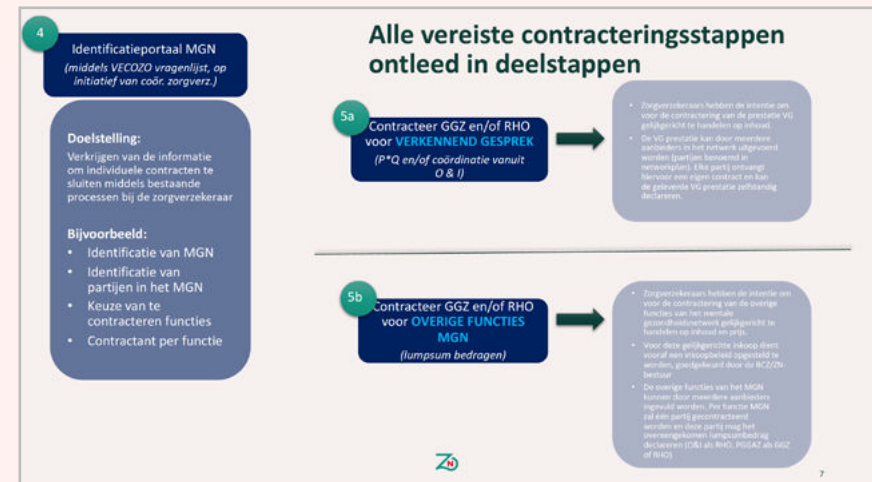 Alle vereiste contracteringsstappen
ontleed in deelstappen
4
Identificatieportaal MGN
(middels VECOZO vragenlijst, op
initiatief van coör. zorgverz.)
Doelstelling:
Verkrijgen van de informatie
om individuele contracten te
sluiten middels bestaande
processen bij de zorgverzekeraar
Bijvoorbeeld:
• Identificatie van MGN
• Identificatie van
partijen in het MGN
• Keuze van te
contracteren functies
• Contractant per functie
5a
Contracteer GGZ en/of RHO
voor VERKENNEND GESPREK
(P*Q en/of coördinatie vanuit
O & I)
• Zorgverzekeraars hebben de intentie om
voor de contractering van de prestatie VG
gelijkgericht te handelen op inhoud.
• De VG prestatie kan door meerdere
aanbieders in het netwerk uitgevoerd
worden (partijen benoemd in
netwerkplan). Elke partij ontvangt
hiervoor een eigen contract en kan
de geleverde VG prestatie zelfstandig
declareren.
5b
Contracteer GGZ en/of RHO
voor OVERIGE FUNCTIES
MGN
(lumpsum bedragen)
• Zorgverzekeraars hebben de intentie om
voor de contractering van de overige
functies van het mentale
gezondheidsnetwerk gelijkgericht te
handelen op inhoud en prijs.
• Voor deze gelijkgerichte inkoop dient
vooraf een inkoopbeleid opgesteld te
worden, goedgekeurd door de BCZ/ZN-
bestuur
• De overige functies van het MGN
kunnen door meerdere aanbieders
ingevuld worden. Per functie MGN
zal één partij gecontracteerd
worden en deze partij mag het
overeengekomen lumpsumbedrag
declareren (O&I als RHO, PGGAZ als GGZ
of RHO)
ZN
7